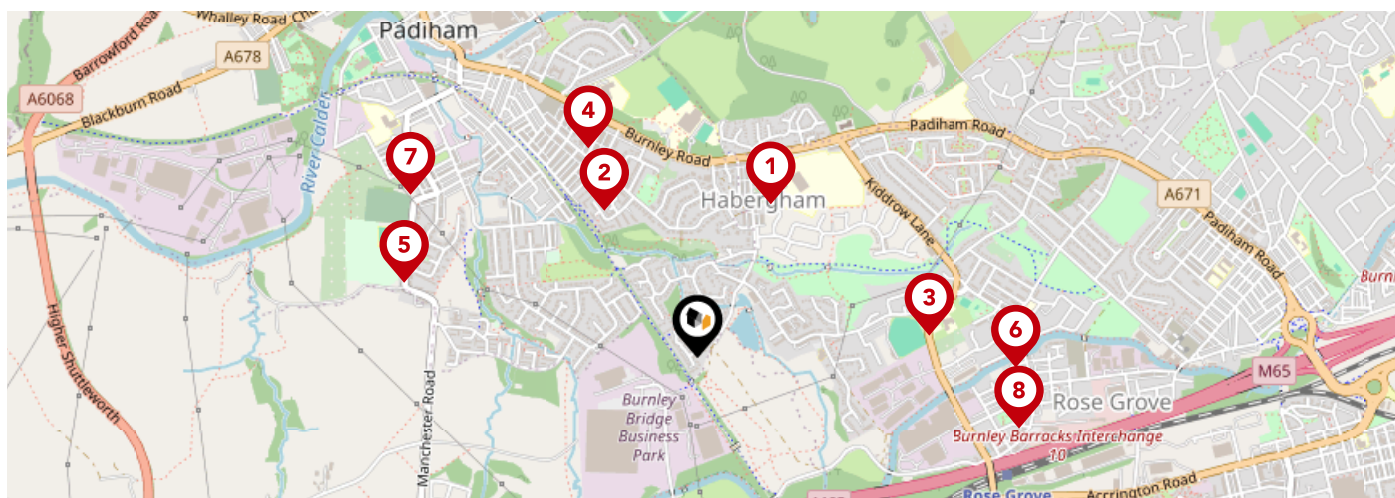 Whalley Road
Padiham
Barrowford Roa
A678
A6068
Blackburn Road
River Calder
4
Burnley Road
Padiham Road
7
1
2
Habergham
Kiddrow Lane
A671
Padiham Road
5
Burnl
3
Higher Shuttleworth
6
M65
8
Manchester Road
Burnley
Bridge
Business
Park
Rose Grove
Burnley Barracks Interchange
10
Rose Grove
Accrington Road